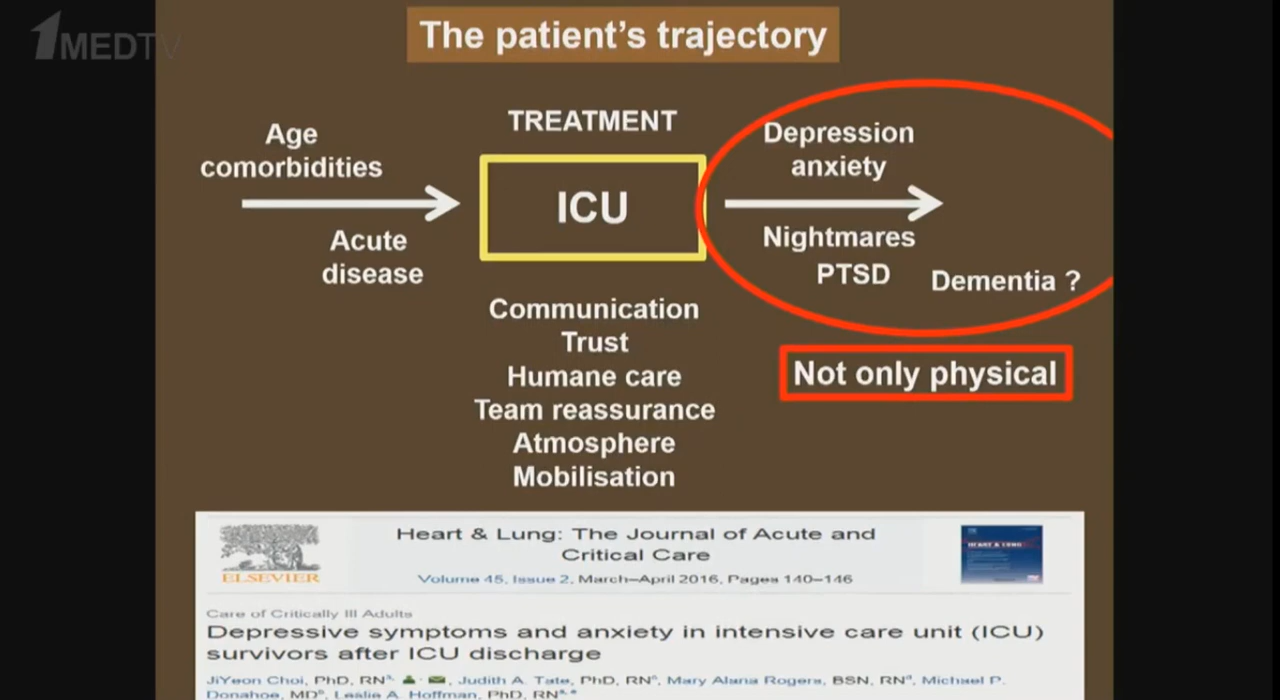 1MEDTV
The patient's trajectory
Age
comorbidities
Acute
disease
TREATMENT
ICU
Communication
Trust
Humane care
Team reassurance
Atmosphere
Mobilisation
Depression
anxiety
Nightmares
PTSD
Dementia ?
Not only physical
ELSEVIER
Heart & Lung: The Journal of Acute and
Critical Care
Volume 45, Issue 2, March–April 2016, Pages 140–146
HEART & LUNG
Care of Critically Ill Adults
Depressive symptoms and anxiety in intensive care unit (ICU)
survivors after ICU discharge
JiYeon Choi, PhD, RN Judith A. Tate, PhD, RN Mary Alana Rogers, BSN, RN Michael P.
Donahoe, MD Leslie A. Hoffman, PhD, RN